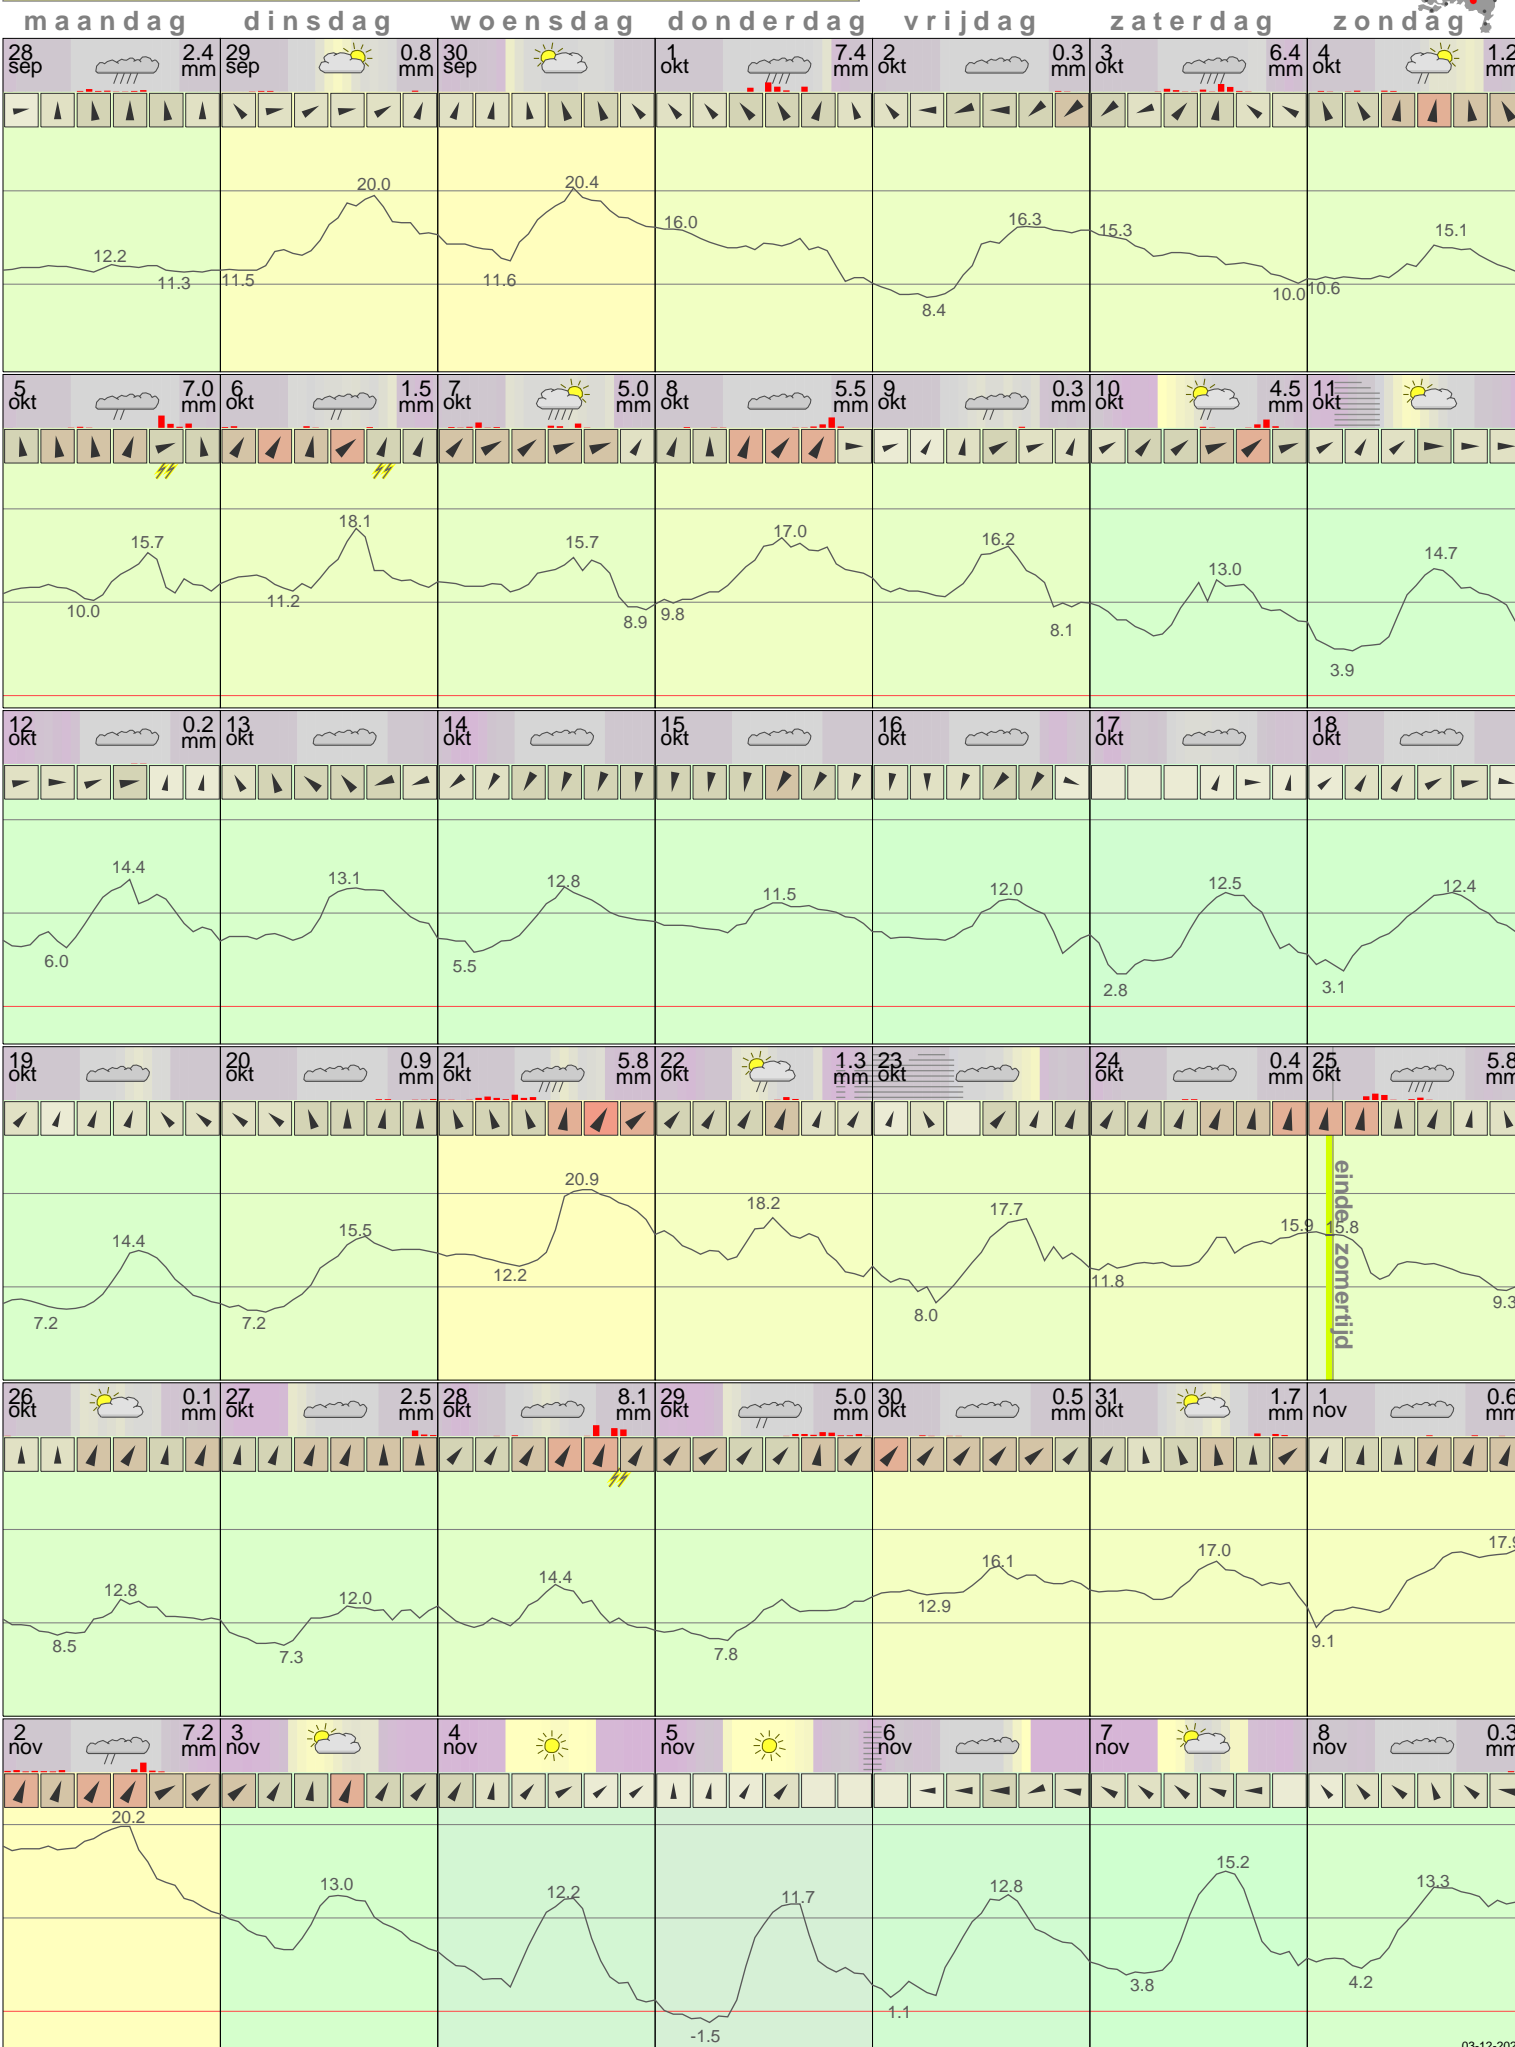 maandag dinsdag woensdag donderdag vrijdag zaterdag zondag
28 2.4 29 0.8 30 1 7.4 2 0.3 3 6.4 4 1.2
sep mm sep mm sep okt mm okt mm okt mm okt mm
20.0 20.4
16.0 16.3 15.3 15.1
12.2
11.3 11.5 11.6 10.0 10.6
8.4
5 7.0 6 1.5 7 5.0 8 5.5 9 0.3 10 4.5 11
okt mm okt mm okt mm okt mm okt mm okt mm okt
15.7 18.1 15.7 17.0 16.2 13.0 14.7
10.0 11.2 8.9 9.8 8.1
3.9
12 0.2 13 14 15 16 17 18
okt mm okt okt okt okt okt okt
14.4 13.1 12.8 11.5 12.0 12.5 12.4
6.0 5.5 2.8 3.1
19 20 0.9 21 5.8 22 1.3 23 24 0.4 25 5.8
okt okt mm okt mm okt mm okt okt mm okt mm
einde zomertijd
14.4 15.5 20.9 18.2 17.7 15.9 15.8
7.2 7.2 12.2 8.0 11.8 9.3
26 0.1 27 2.5 28 8.1 29 5.0 30 0.5 31 1.7 1 0.6
okt mm okt mm okt mm okt mm okt mm okt mm nov mm
12.8 12.0 14.4 16.1 17.0 17.9
8.5 7.3 7.8 12.9 9.1
2 7.2 3 4 5 6 7 8 0.3
nov mm nov nov nov nov nov nov mm
20.2
13.0 12.2 11.7 12.8 15.2 13.3
-1.5 1.1 3.8 4.2